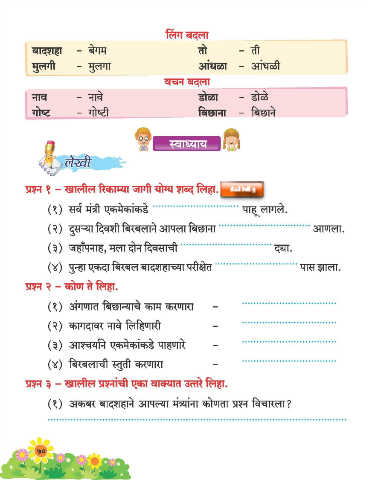 लिंग बदला
बादशहा – बेगम तो – ती
मुलगी – मुलगा आंधळा – आंधळी
वचन बदला
नाव – नावे डोळा – डोळे
गोष्ट – गोष्टी बिछाना – बिछाने
स्वाध्याय
लेखी
प्रश्न १ – खालील रिकाम्या जागी योग्य शब्द लिहा.
(१) सर्व मंत्री एकमेकांकडे .......................... पाहू लागले.
(२) दुसऱ्या दिवशी बिरबलाने आपला बिछाना .......................... आणला.
(३) जहाँपनाह, मला दोन दिवसाची .......................... द्या.
(४) पुन्हा एकदा बिरबल बादशहाच्या परीक्षेत .......................... पास झाला.
प्रश्न २ – कोण ते लिहा.
(१) अंगणात बिछान्याचे काम करणारा – ..........................
(२) कागदावर नावे लिहिणारी – ..........................
(३) आश्चर्याने एकमेकांकडे पाहणारे – ..........................
(४) बिरबलाची स्तुती करणारा – ..........................
प्रश्न ३ – खालील प्रश्नांची एका वाक्यात उत्तरे लिहा.
(१) अकबर बादशहाने आपल्या मंत्र्यांना कोणता प्रश्न विचारला?